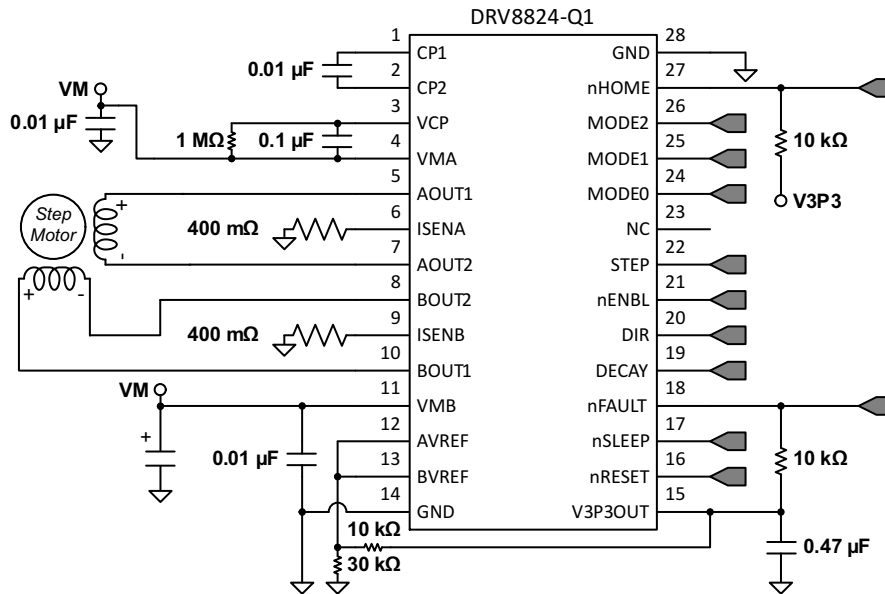 DRV8824-Q1
1 CP1
2 CP2
3 VCP
4 VMA
5 AOUT1
6 ISENA
7 AOUT2
8 BOUT2
9 ISENB
10 BOUT1
11 VMB
12 AVREF
13 BVREF
14 GND
28 GND
27 nHOME
26 MODE2
25 MODE1
24 MODE0
23 NC
22 STEP
21 nENBL
20 DIR
19 DECAY
18 nFAULT
17 nSLEEP
16 nRESET
15 V3P3OUT
0.01 µF
VM
0.01 µF
1 MΩ
0.1 µF
Step
Motor
+
-
+
-
400 mΩ
400 mΩ
VM
+
0.01 µF
10 kΩ
30 kΩ
10 kΩ
V3P3
10 kΩ
0.47 µF